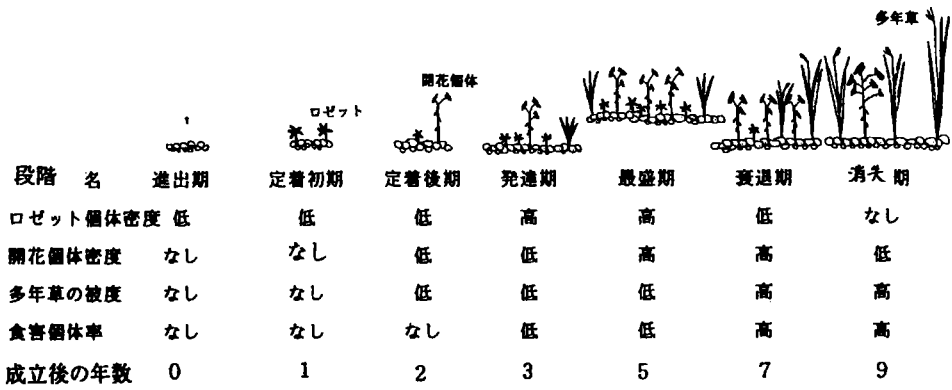 多年草
開花個体
ロゼット
段階 名 進出期 定着初期 定着後期 発達期 最盛期 衰退期 消失期
ロゼット個体密度 低 低 低 高 高 低 なし
開花個体密度 なし なし 低 低 高 高 低
多年草の被度 なし なし 低 低 低 高 高
食害個体率 なし なし なし 低 低 高 高
成立後の年数 0 1 2 3 5 7 9